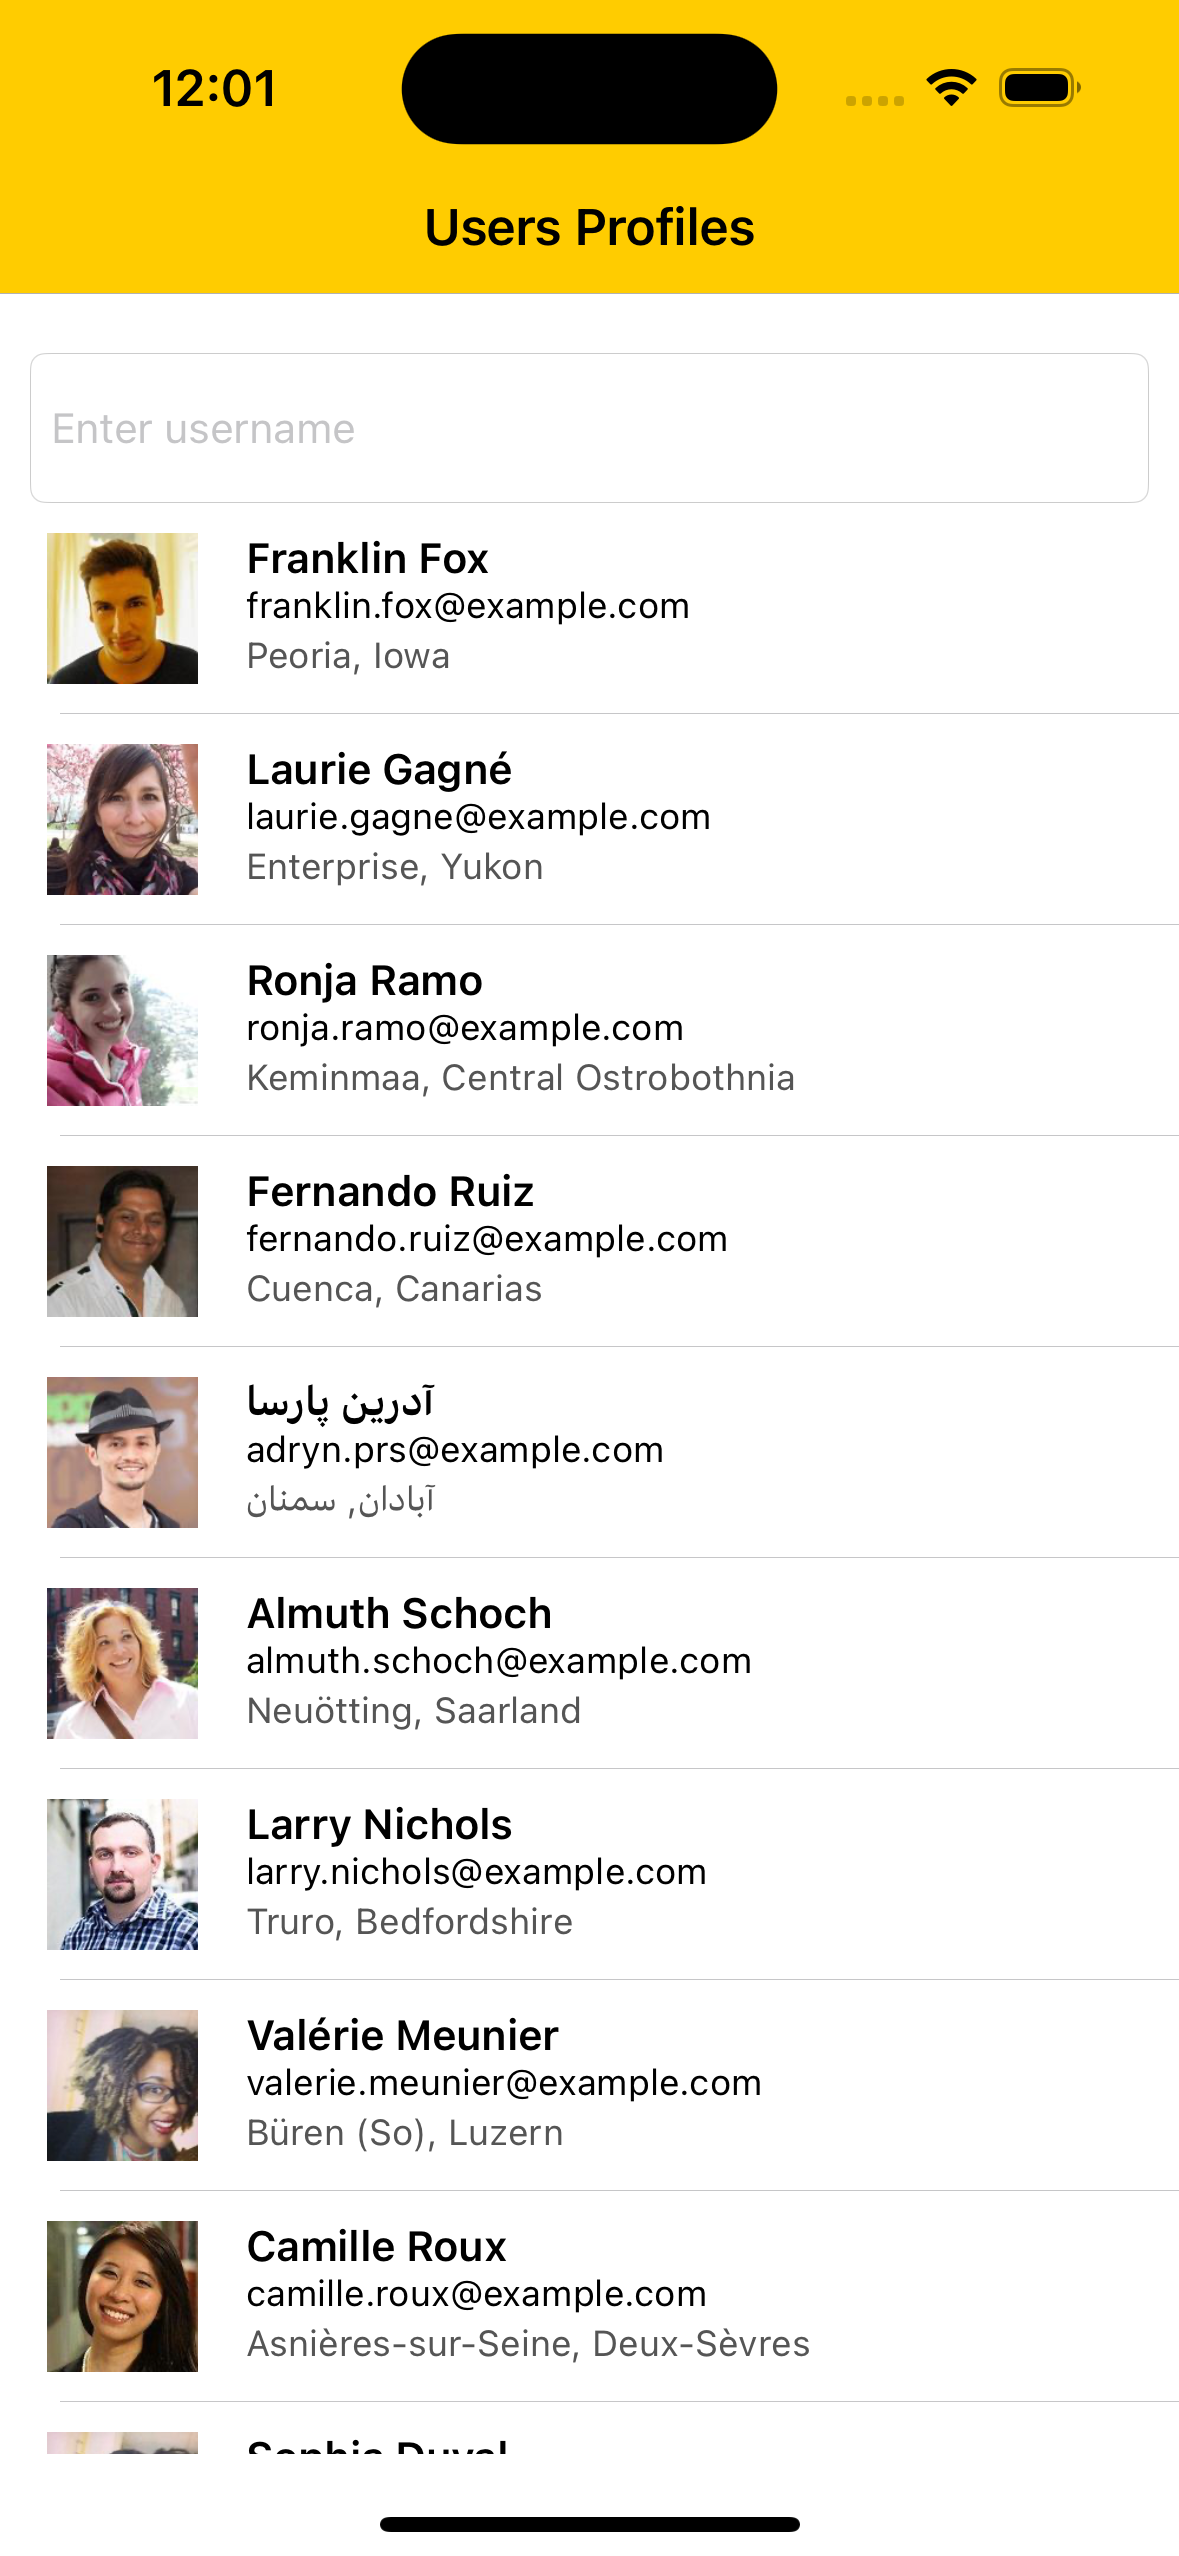 12:01
Users Profiles
Enter username
Franklin Fox
franklin.fox@example.com
Peoria, Iowa
Laurie Gagné
laurie.gagne@example.com
Enterprise, Yukon
Ronja Ramo
ronja.ramo@example.com
Keminmaa, Central Ostrobothnia
Fernando Ruiz
fernando.ruiz@example.com
Cuenca, Canarias
آدرین پارسا
adryn.prs@example.com
آبادان, سمنان
Almuth Schoch
almuth.schoch@example.com
Neuötting, Saarland
Larry Nichols
larry.nichols@example.com
Truro, Bedfordshire
Valérie Meunier
valerie.meunier@example.com
Büren (So), Luzern
Camille Roux
camille.roux@example.com
Asnières-sur-Seine, Deux-Sèvres